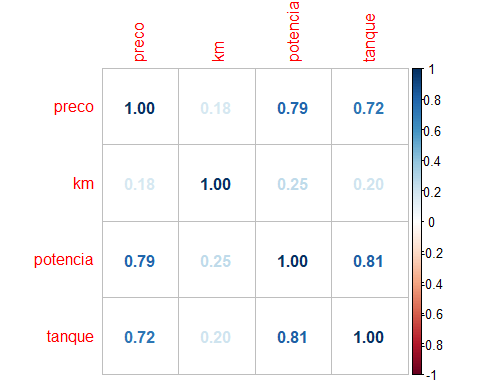 preco km potencia tanque
preco 1.00 0.18 0.79 0.72
km 0.18 1.00 0.25 0.20
potencia 0.79 0.25 1.00 0.81
tanque 0.72 0.20 0.81 1.00
1
0.8
0.6
0.4
0.2
0
-0.2
-0.4
-0.6
-0.8
-1